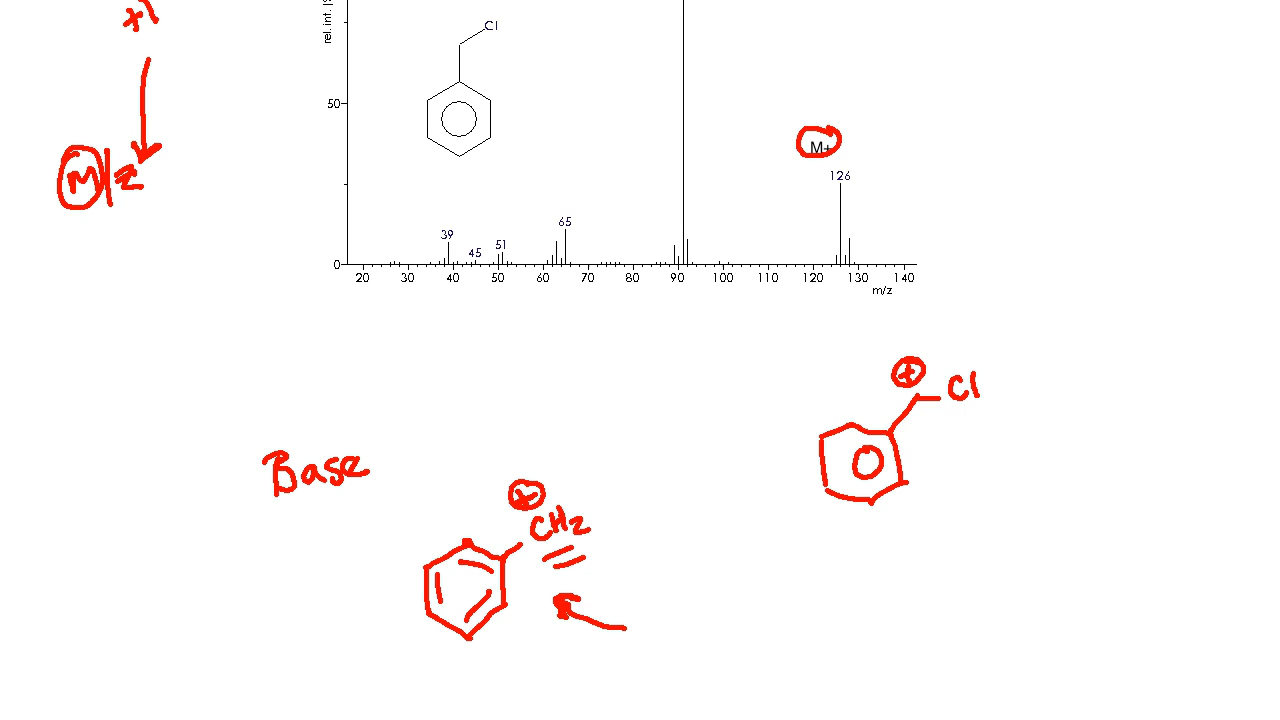 +1
rel. int. [%
Cl
50
M+
M/z
126
65
39
51
45
0
20 30 40 50 60 70 80 90 100 110 120 130 140
m/z
+
Cl
Base
+
CH2